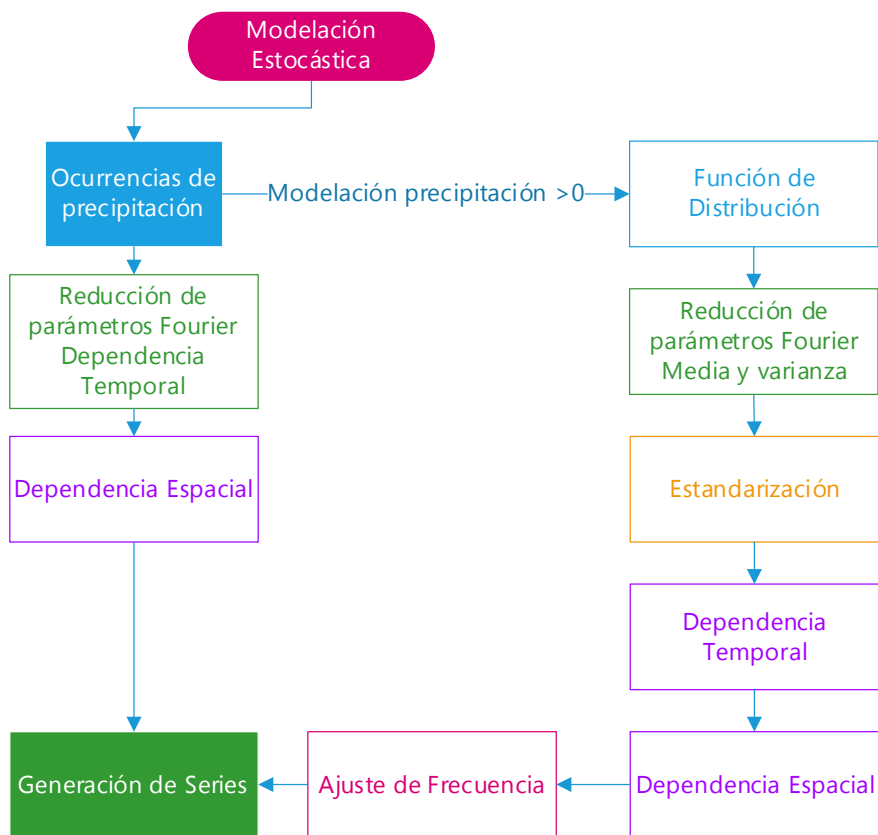 Modelación
Estocástica
Ocurrencias de
precipitación
Modelación precipitación >0
Función de
Distribución
Reducción de
parámetros Fourier
Dependencia
Temporal
Reducción de
parámetros Fourier
Media y varianza
Dependencia Espacial
Estandarización
Dependencia
Temporal
Generación de Series
Ajuste de Frecuencia
Dependencia Espacial